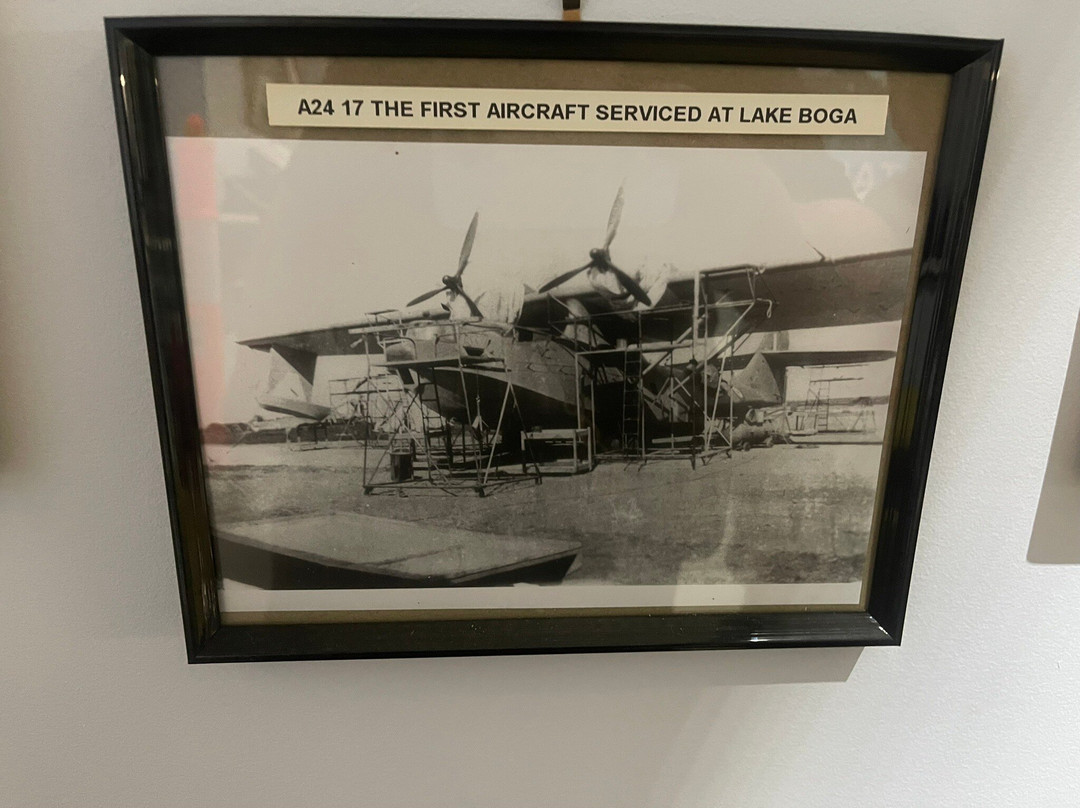 A24 17 THE FIRST AIRCRAFT SERVICED AT LAKE BOGA